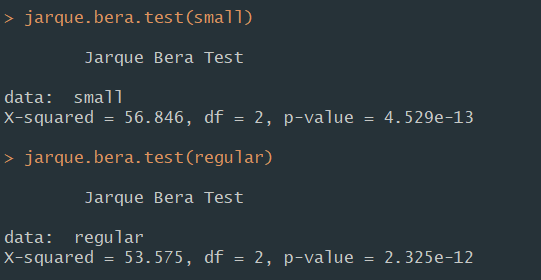 > jarque.bera.test(small)
Jarque Bera Test
data:  small
X-squared = 56.846, df = 2, p-value = 4.529e-13
> jarque.bera.test(regular)
Jarque Bera Test
data:  regular
X-squared = 53.575, df = 2, p-value = 2.325e-12